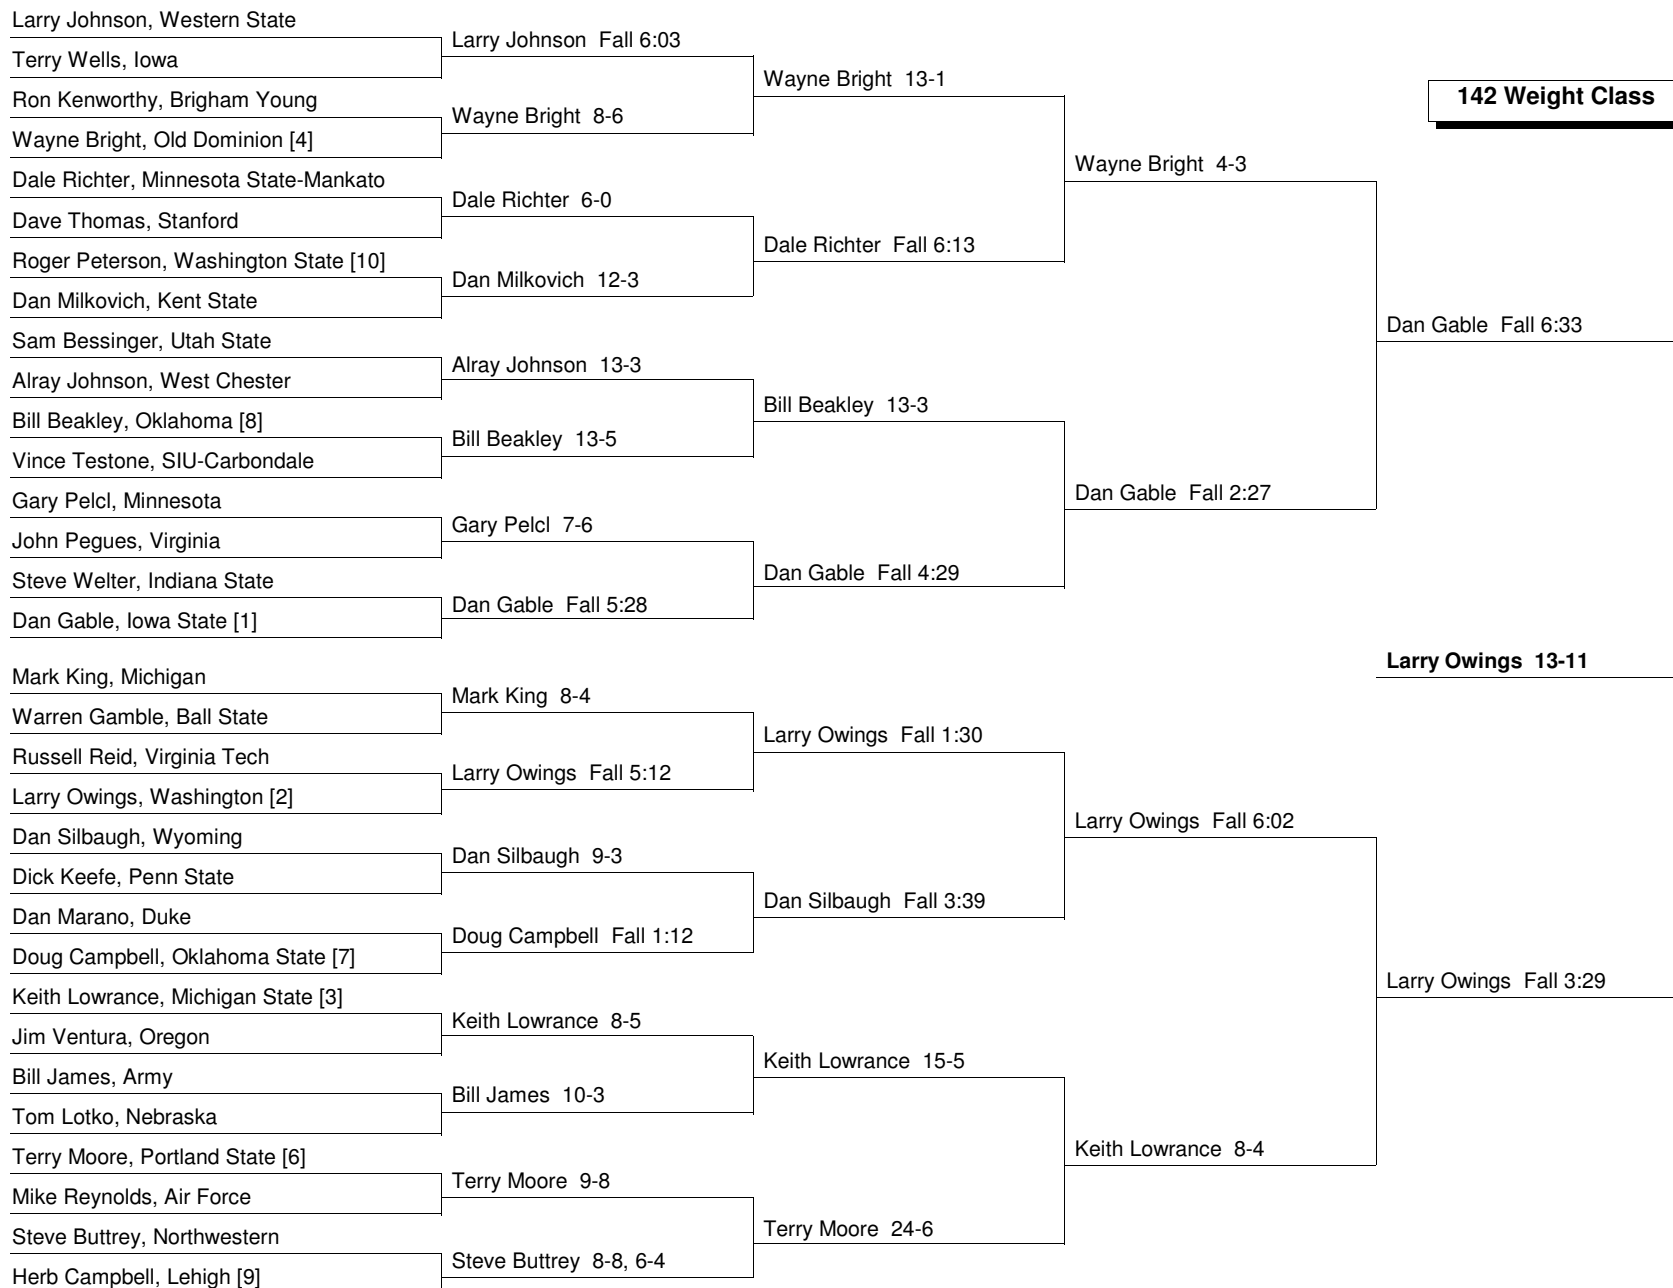 Larry Johnson, Western State
Terry Wells, Iowa
Ron Kenworthy, Brigham Young
Wayne Bright, Old Dominion [4]
Dale Richter, Minnesota State-Mankato
Dave Thomas, Stanford
Roger Peterson, Washington State [10]
Dan Milkovich, Kent State
Sam Bessinger, Utah State
Alray Johnson, West Chester
Bill Beakley, Oklahoma [8]
Vince Testone, SIU-Carbondale
Gary Pelcl, Minnesota
John Pegues, Virginia
Steve Welter, Indiana State
Dan Gable, Iowa State [1]
Mark King, Michigan
Warren Gamble, Ball State
Russell Reid, Virginia Tech
Larry Owings, Washington [2]
Dan Silbaugh, Wyoming
Dick Keefe, Penn State
Dan Marano, Duke
Doug Campbell, Oklahoma State [7]
Keith Lowrance, Michigan State [3]
Jim Ventura, Oregon
Bill James, Army
Tom Lotko, Nebraska
Terry Moore, Portland State [6]
Mike Reynolds, Air Force
Steve Buttrey, Northwestern
Herb Campbell, Lehigh [9]
Larry Johnson Fall 6:03
Wayne Bright 8-6
Dale Richter 6-0
Dan Milkovich 12-3
Alray Johnson 13-3
Bill Beakley 13-5
Gary Pelcl 7-6
Dan Gable Fall 5:28
Mark King 8-4
Larry Owings Fall 5:12
Dan Silbaugh 9-3
Doug Campbell Fall 1:12
Keith Lowrance 8-5
Bill James 10-3
Terry Moore 9-8
Steve Buttrey 8-8, 6-4
Wayne Bright 13-1
Dale Richter Fall 6:13
Bill Beakley 13-3
Dan Gable Fall 4:29
Larry Owings Fall 1:30
Dan Silbaugh Fall 3:39
Keith Lowrance 15-5
Terry Moore 24-6
Wayne Bright 4-3
Dan Gable Fall 2:27
Larry Owings Fall 6:02
Keith Lowrance 8-4
142 Weight Class
Dan Gable Fall 6:33
Larry Owings 13-11
Larry Owings Fall 3:29